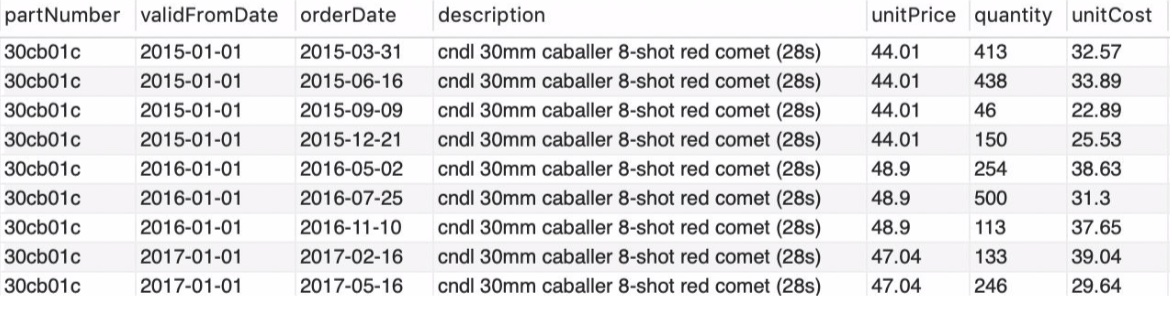 partNumber validFromDate orderDate description unitPrice quantity unitCost
30cb01c 2015-01-01 2015-03-31 cndl 30mm caballer 8-shot red comet (28s) 44.01 413 32.57
30cb01c 2015-01-01 2015-06-16 cndl 30mm caballer 8-shot red comet (28s) 44.01 438 33.89
30cb01c 2015-01-01 2015-09-09 cndl 30mm caballer 8-shot red comet (28s) 44.01 46 22.89
30cb01c 2015-01-01 2015-12-21 cndl 30mm caballer 8-shot red comet (28s) 44.01 150 25.53
30cb01c 2016-01-01 2016-05-02 cndl 30mm caballer 8-shot red comet (28s) 48.9 254 38.63
30cb01c 2016-01-01 2016-07-25 cndl 30mm caballer 8-shot red comet (28s) 48.9 500 31.3
30cb01c 2016-01-01 2016-11-10 cndl 30mm caballer 8-shot red comet (28s) 48.9 113 37.65
30cb01c 2017-01-01 2017-02-16 cndl 30mm caballer 8-shot red comet (28s) 47.04 133 39.04
30cb01c 2017-01-01 2017-05-16 cndl 30mm caballer 8-shot red comet (28s) 47.04 246 29.64